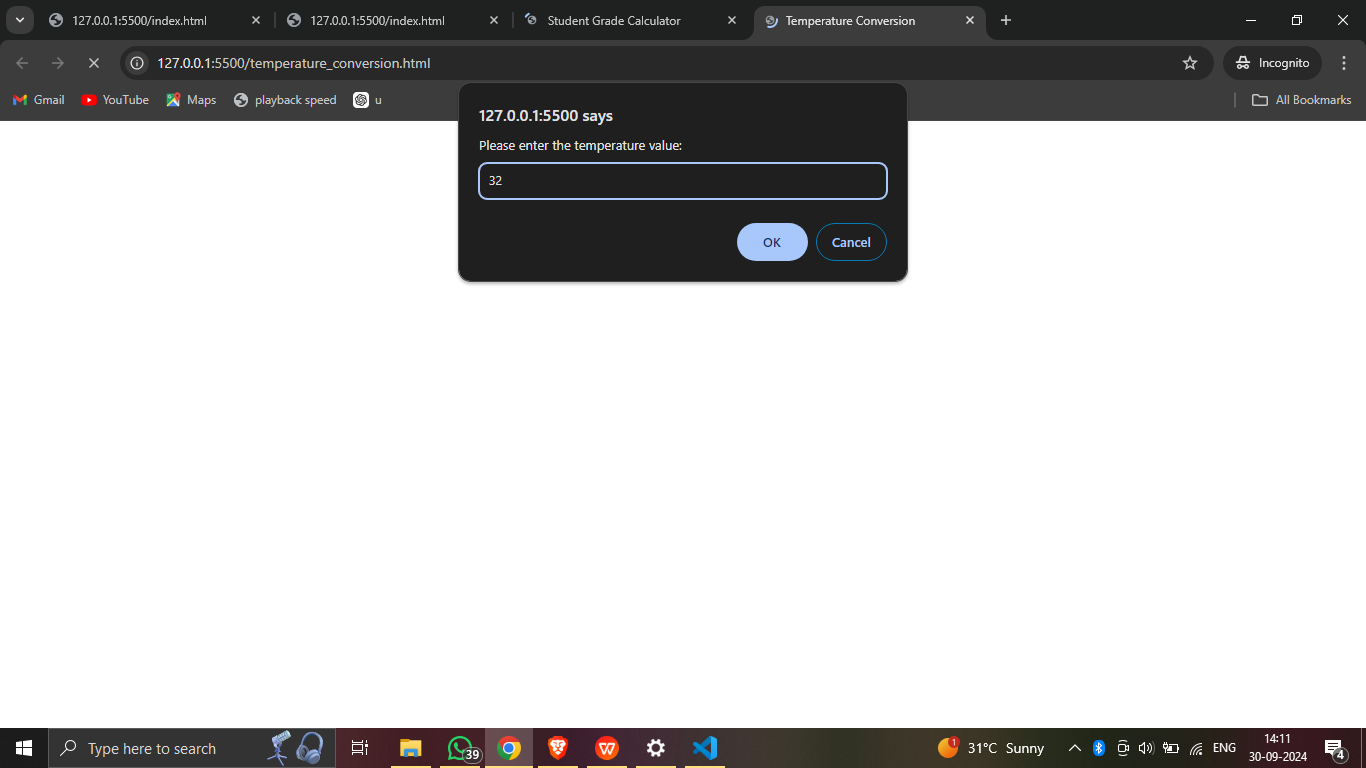 127.0.0.1:5500/index.html
127.0.0.1:5500/index.html
Student Grade Calculator
Temperature Conversion
127.0.0.1:5500/temperature_conversion.html
Incognito
Gmail
YouTube
Maps
playback speed
u
All Bookmarks
127.0.0.1:5500 says
Please enter the temperature value:
32
OK
Cancel
Type here to search
39
1
31°C Sunny
ENG
14:11
30-09-2024
4